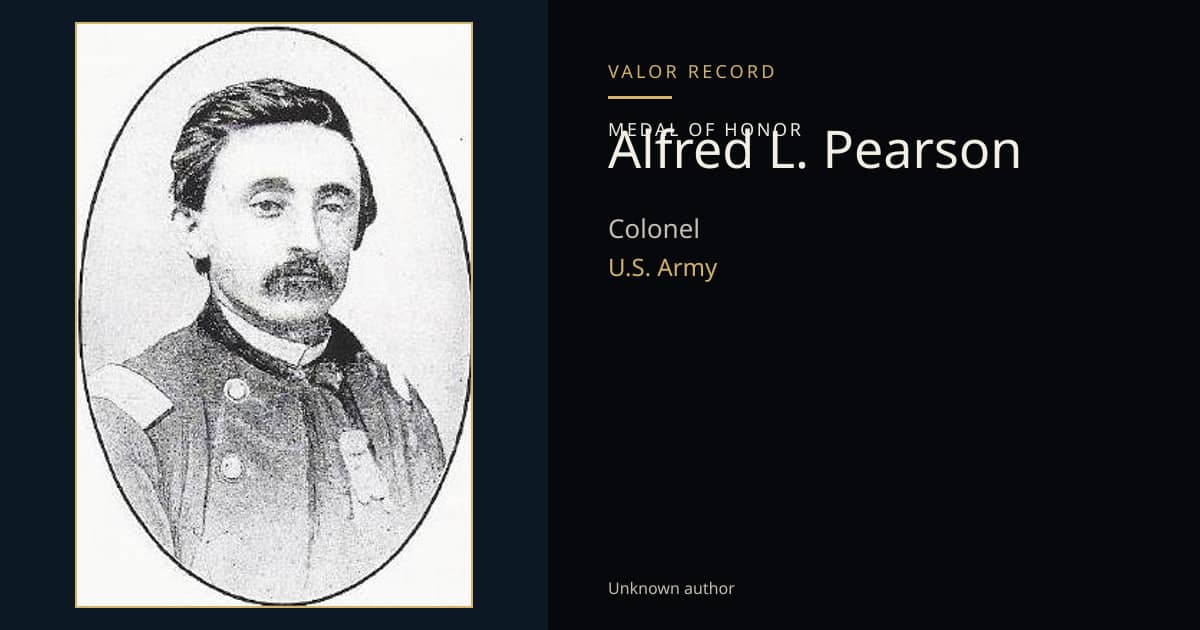 VALOR RECORD
MEDAL OF HONOR
Alfred L. Pearson
Colonel
U.S. Army
Unknown author